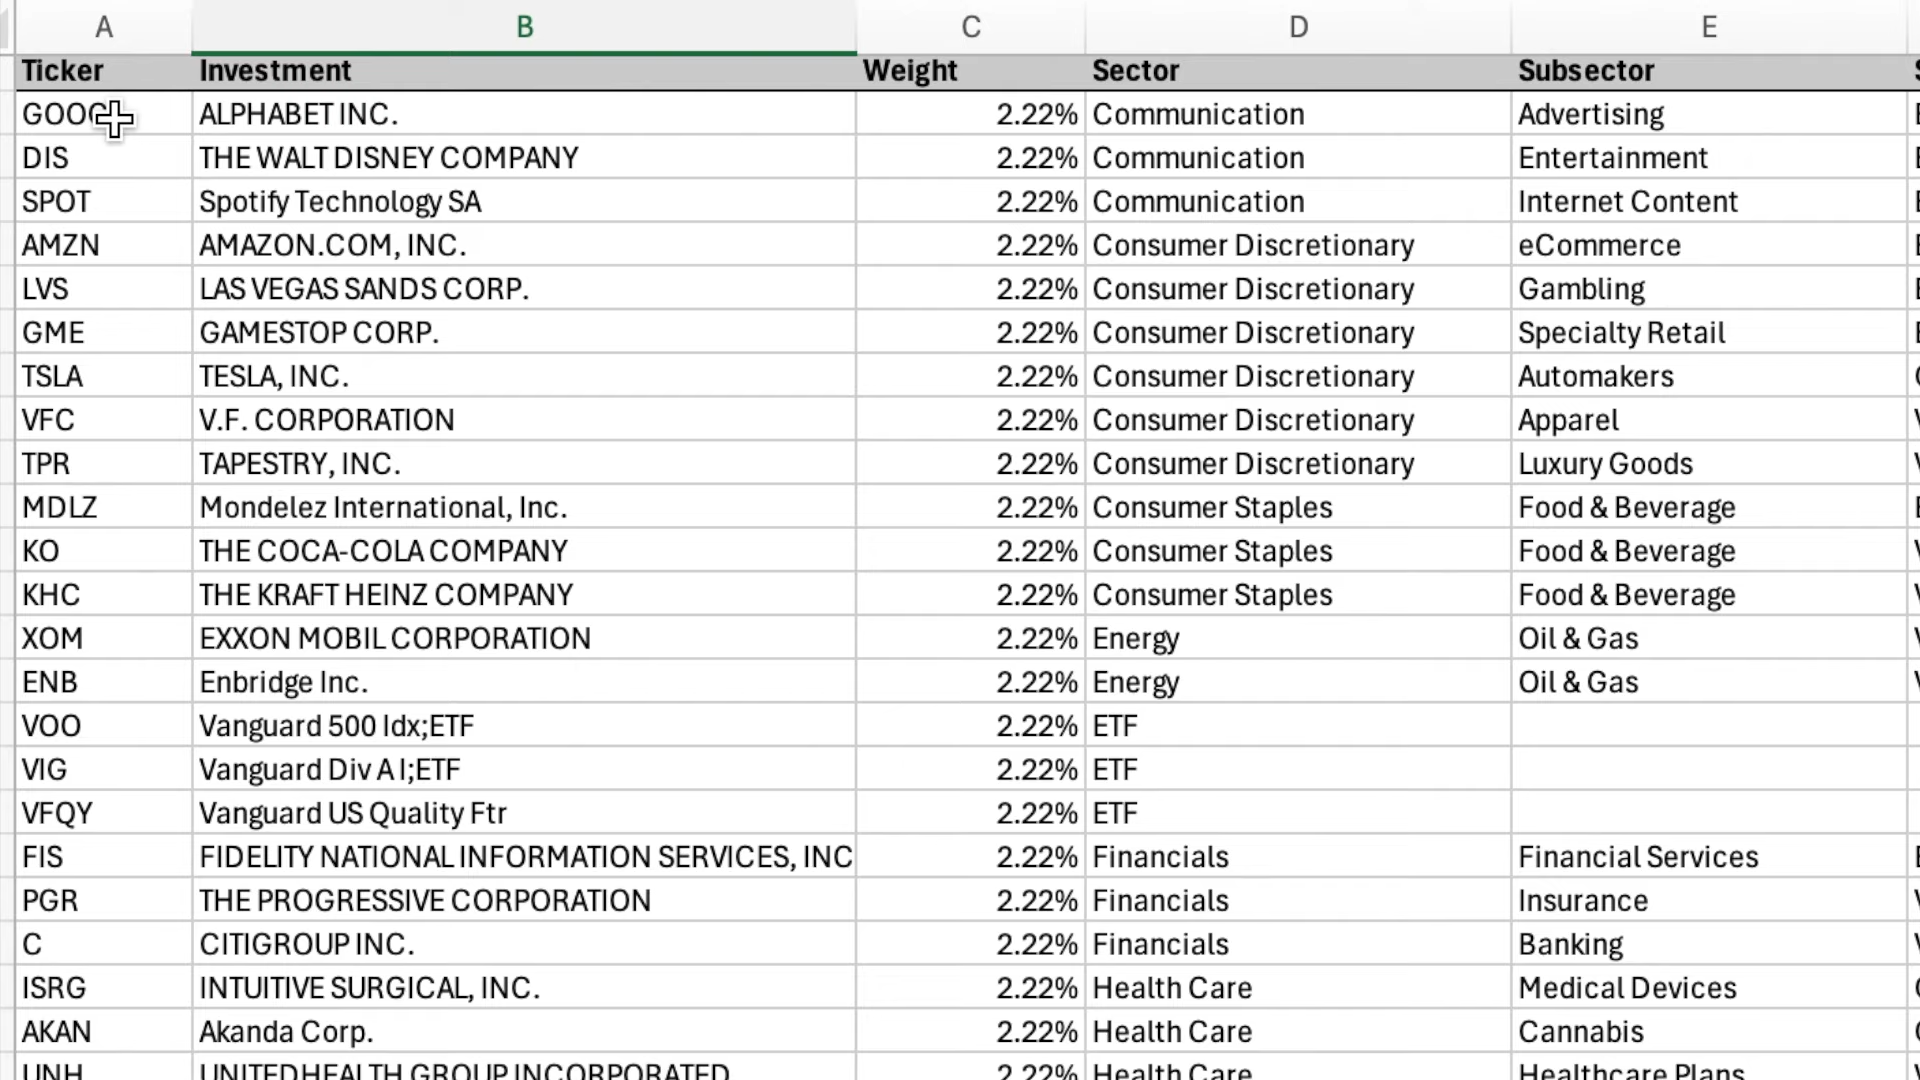 A B C D E
Ticker Investment Weight Sector Subsector
ALPHABET INC. 2.22% Communication Advertising
DIS THE WALT DISNEY COMPANY 2.22% Communication Entertainment
SPOT Spotify Technology SA 2.22% Communication Internet Content
AMZN AMAZON.COM, INC. 2.22% Consumer Discretionary eCommerce
LVS LAS VEGAS SANDS CORP. 2.22% Consumer Discretionary Gambling
GME GAMESTOP CORP. 2.22% Consumer Discretionary Specialty Retail
TSLA TESLA, INC. 2.22% Consumer Discretionary Automakers
VFC V.F. CORPORATION 2.22% Consumer Discretionary Apparel
TPR TAPESTRY, INC. 2.22% Consumer Discretionary Luxury Goods
MDLZ Mondelez International, Inc. 2.22% Consumer Staples Food & Beverage
KO THE COCA-COLA COMPANY 2.22% Consumer Staples Food & Beverage
KHC THE KRAFT HEINZ COMPANY 2.22% Consumer Staples Food & Beverage
XOM EXXON MOBIL CORPORATION 2.22% Energy Oil & Gas
ENB Enbridge Inc. 2.22% Energy Oil & Gas
VOO Vanguard 500 Idx;ETF 2.22% ETF
VIG Vanguard Div A I;ETF 2.22% ETF
VFQY Vanguard US Quality Ftr 2.22% ETF
FIS FIDELITY NATIONAL INFORMATION SERVICES, INC 2.22% Financials Financial Services
PGR THE PROGRESSIVE CORPORATION 2.22% Financials Insurance
C CITIGROUP INC. 2.22% Financials Banking
ISRG INTUITIVE SURGICAL, INC. 2.22% Health Care Medical Devices
AKAN Akanda Corp. 2.22% Health Care Cannabis
UNH UNITEDHEALTH GROUP INCORPORATED 2.22% Health Care Healthcare Plans